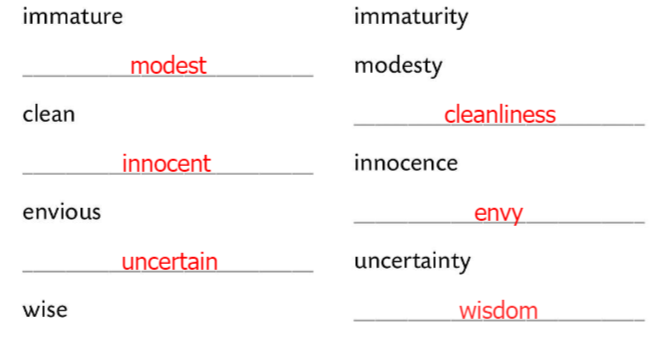 immature immaturity
modest modesty
clean cleanliness
innocent innocence
envious envy
uncertain uncertainty
wise wisdom